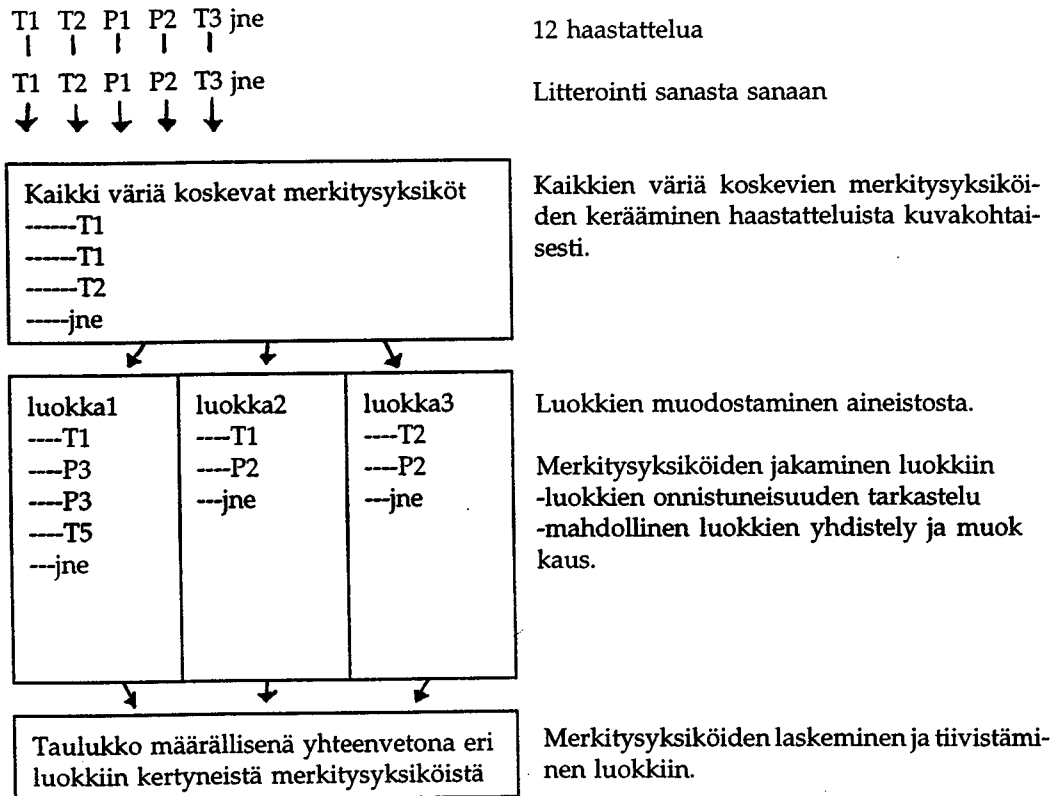 T1 T2 P1 P2 T3 jne
12 haastattelua
T1 T2 P1 P2 T3 jne
Litterointi sanasta sanaan
Kaikki väriä koskevat merkitysyksiköt
------T1
------T1
------T2
-----jne
Kaikkien väriä koskevien merkitysyksiköi-
den kerääminen haastatteluista kuvakohtai-
sesti.
luokka1
----T1
----P3
----P3
----T5
---jne
luokka2
----T1
----P2
---jne
luokka3
----T2
----P2
---jne
Luokkien muodostaminen aineistosta.
Merkitysyksiköiden jakaminen luokkiin
-luokkien onnistuneisuuden tarkastelu
-mahdollinen luokkien yhdistely ja muok
kaus.
Taulukko määrällisenä yhteenvetona eri
luokkiin kertyneistä merkitysyksiköistä
Merkitysyksiköiden laskeminen ja tiivistämi-
nen luokkiin.